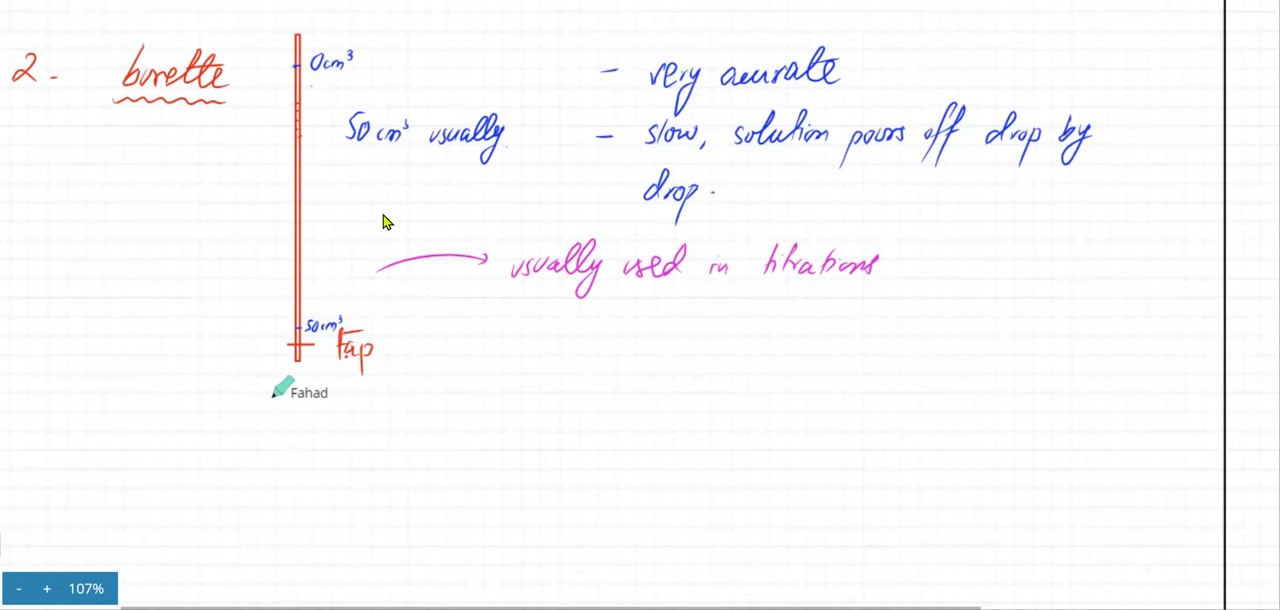 2. burette
0cm³
50cm³ usually
- very accurate
- slow, solution pours off drop by
drop.
usually used in titrations
50cm³
Tap
Fahad
- + 107%